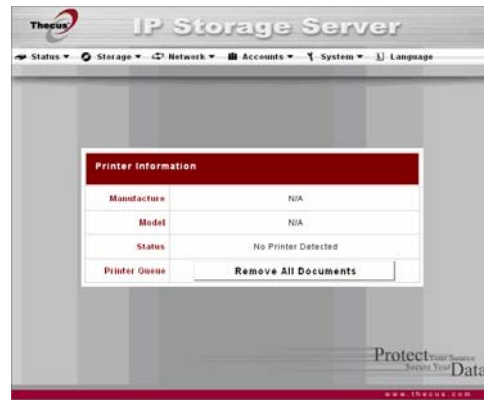 Thecus
IP Storage Server
Status Storage Network Accounts System Language
Printer Information
Manufacture N/A
Model N/A
Status No Printer Detected
Printer Queue Remove All Documents
Protect Your Source
Secure Your Data
www.thecus.com